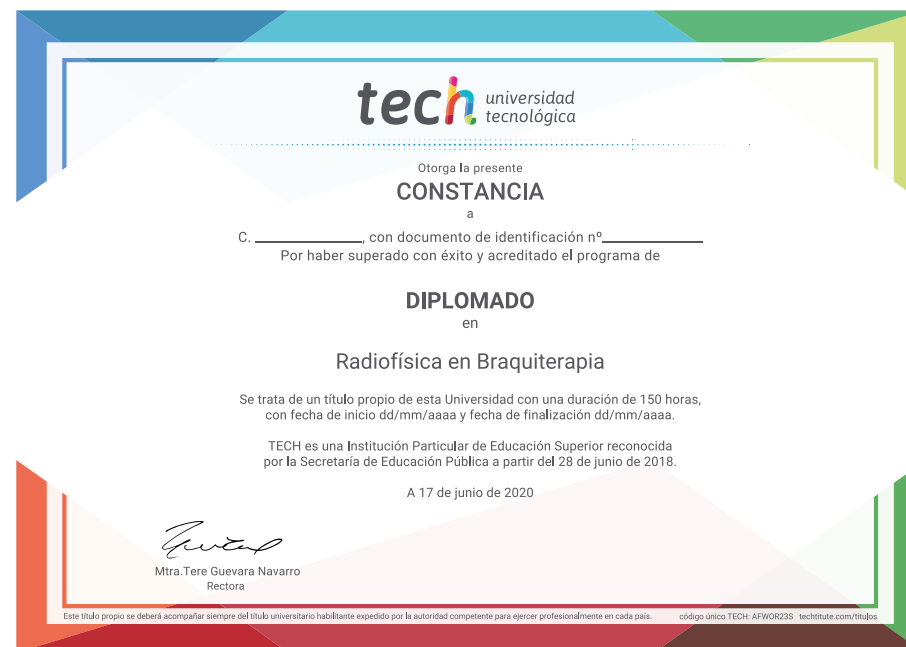 tech universidad
tecnológica
Otorga la presente
CONSTANCIA
a
C. ____________, con documento de identificación nº____________
Por haber superado con éxito y acreditado el programa de
DIPLOMADO
en
Radiofísica en Braquiterapia
Se trata de un título propio de esta Universidad con una duración de 150 horas,
con fecha de inicio dd/mm/aaaa y fecha de finalización dd/mm/aaaa.
TECH es una Institución Particular de Educación Superior reconocida
por la Secretaría de Educación Pública a partir del 28 de junio de 2018.
A 17 de junio de 2020
Mtra.Tere Guevara Navarro
Rectora
Este título propio se deberá acompañar siempre del título universitario habilitante expedido por la autoridad competente para ejercer profesionalmente en cada país. código único TECH: AFWOR23S techtitute.com/titulos